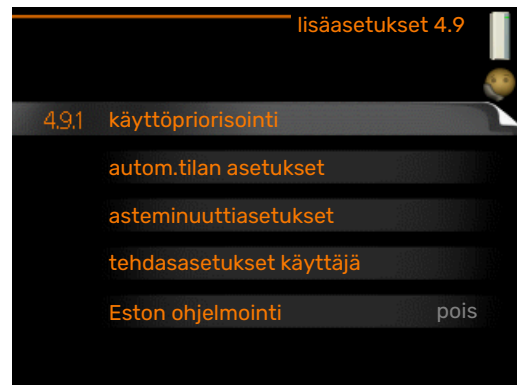 lisäasetukset 4.9
4.9.1 käyttöpriorisointi
autom.tilan asetukset
asteminuuttiasetukset
tehdasasetukset käyttäjä
Eston ohjelmointi pois